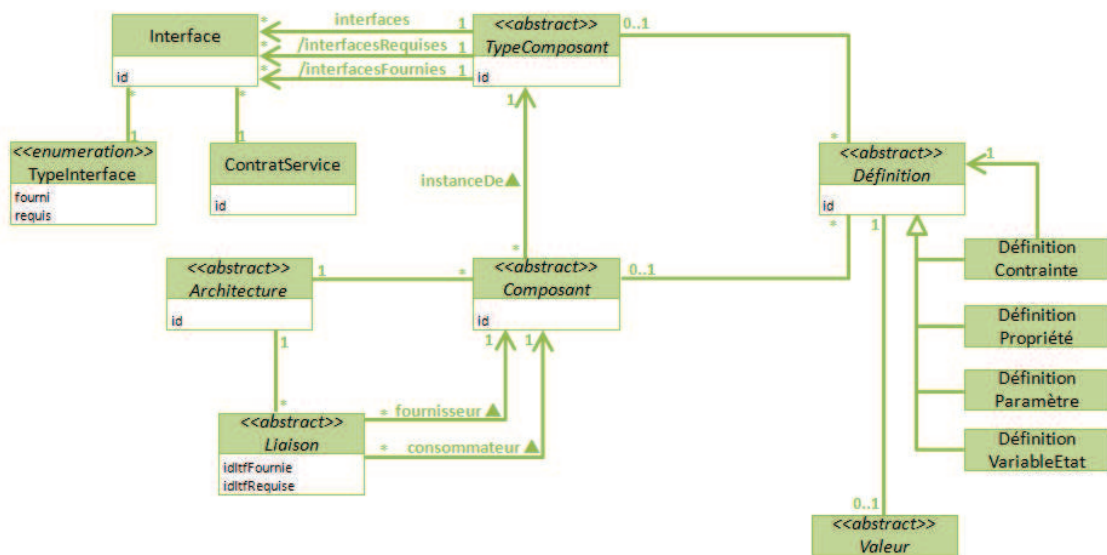 * interfaces 1
Interface
* /interfacesRequises 1
* /interfacesFournies 1
id
*
*
<<abstract>>
TypeComposant
id
0..1
1
1
1
<<enumeration>>
TypeInterface
fourni
requis
ContratService
id
instanceDe▲
*
*
<<abstract>>
Définition
id
1
*
1
<<abstract>>
Architecture
id
1
*
<<abstract>>
Composant
id
0..1
1
1
1
Définition
Contrainte
Définition
Propriété
Définition
Paramètre
Définition
VariableEtat
*
<<abstract>>
Liaison
idItfFournie
idItfRequise
* fournisseur▲
* consommateur▲
0..1
<<abstract>>
Valeur